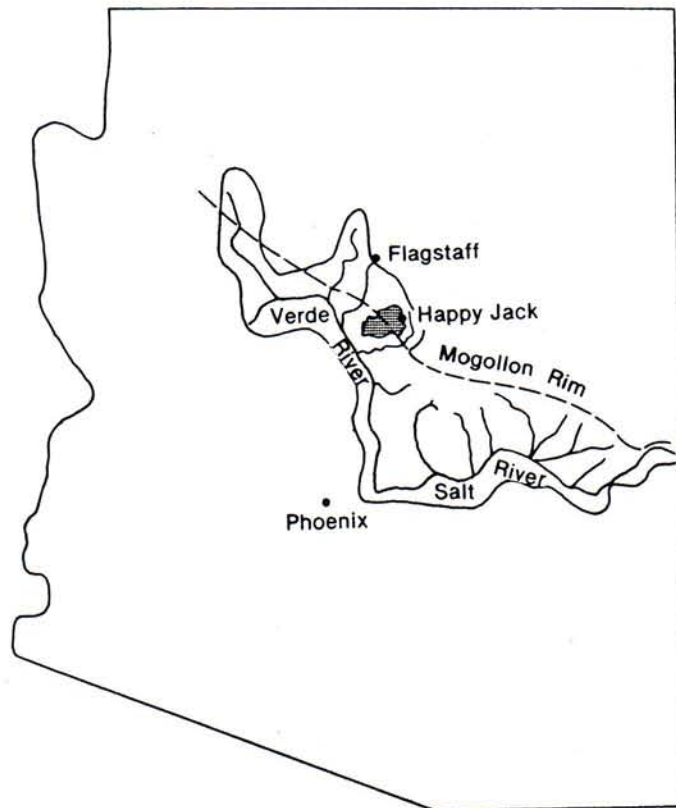 Flagstaff
Happy Jack
Verde
River
Mogollon Rim
Salt River
Phoenix